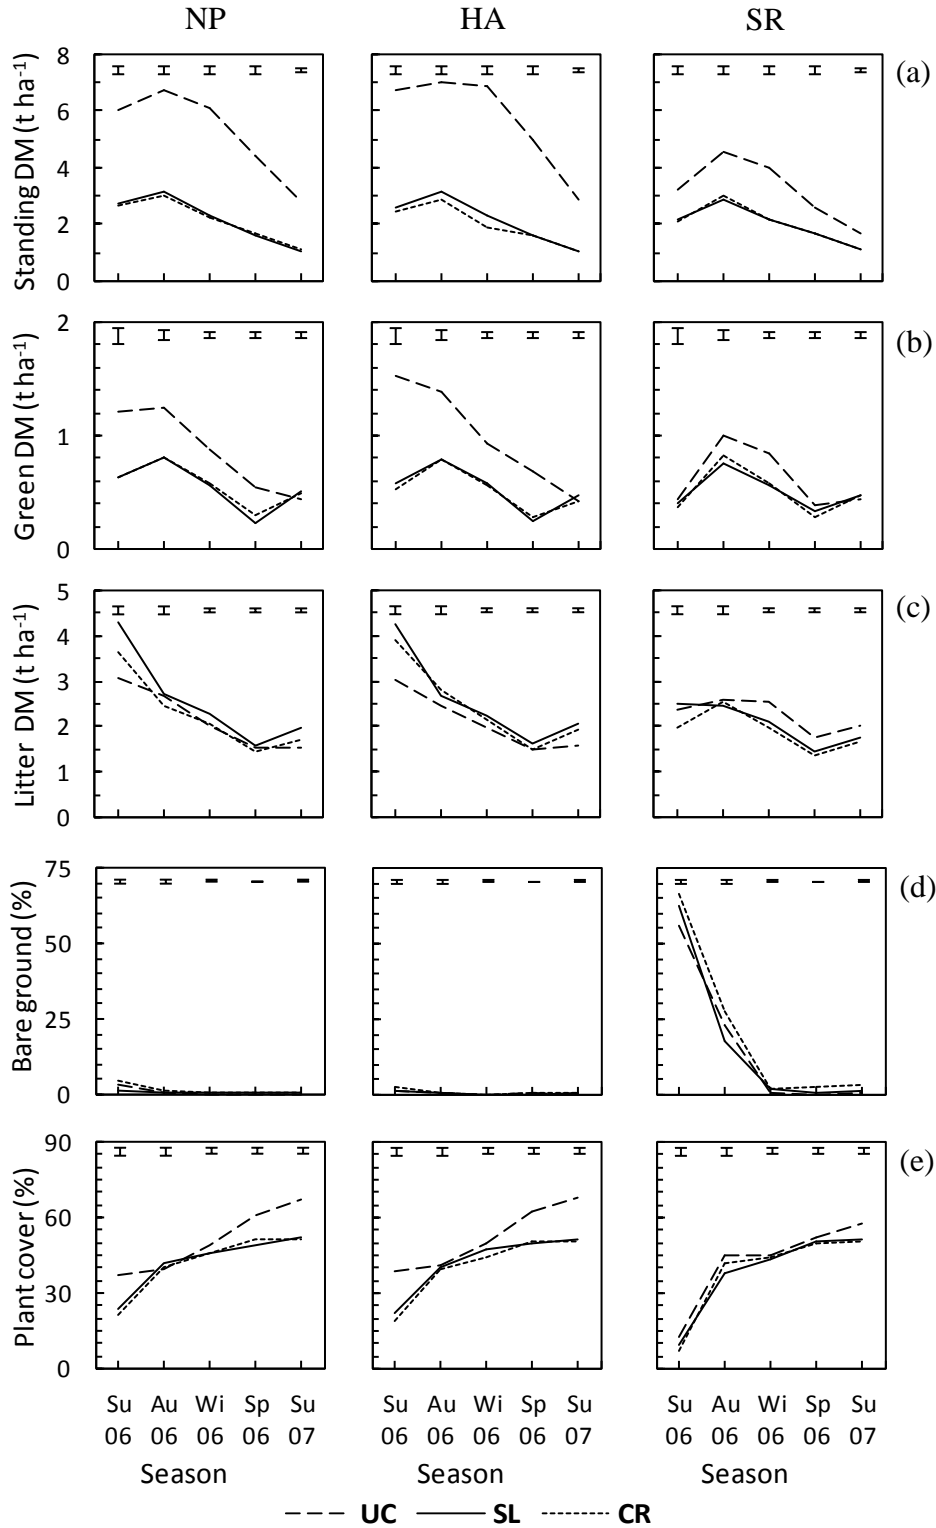 NP HA SR
Standing DM (t ha-1)
8
6
4
2
0
(a)
Green DM (t ha-1)
2
1
0
(b)
Litter DM (t ha-1)
5
4
3
2
1
0
(c)
Bare ground (%)
75
50
25
0
(d)
Plant cover (%)
90
60
30
0
(e)
Su Au Wi Sp Su Su Au Wi Sp Su Su Au Wi Sp Su
06 06 06 06 07 06 06 06 06 07 06 06 06 06 07
Season Season Season
UC SL CR